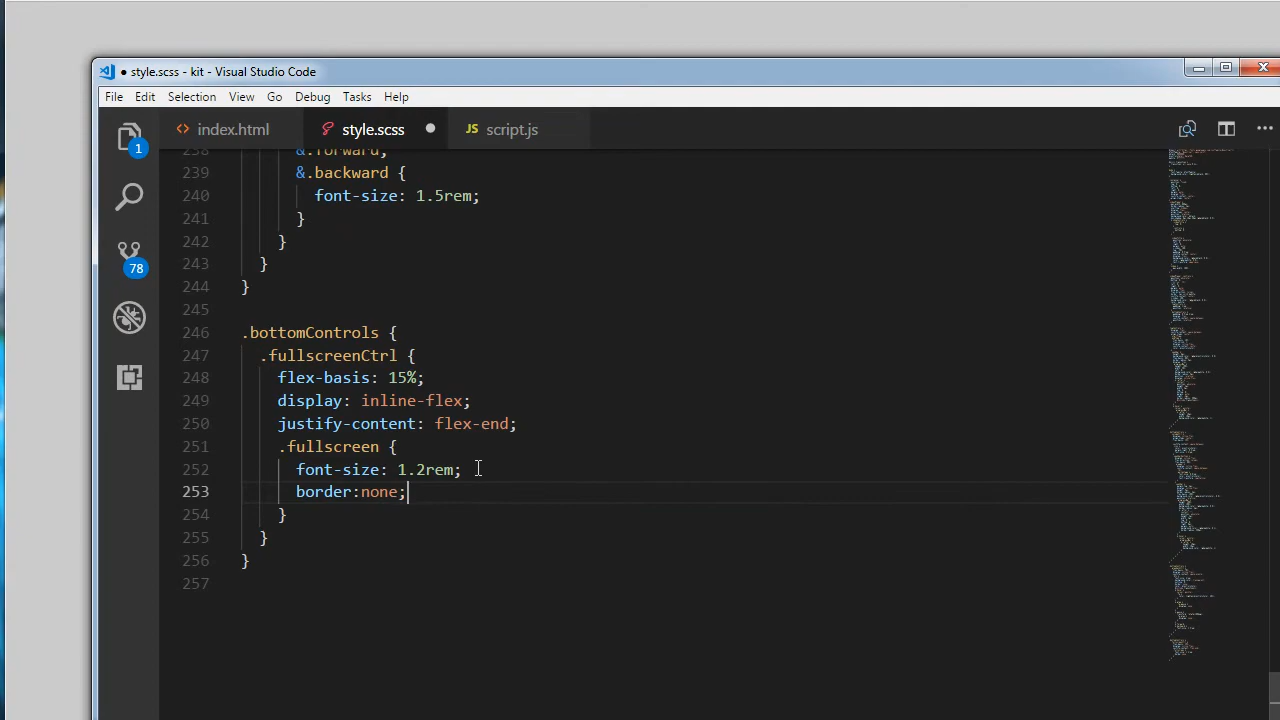 ● style.scss - kit - Visual Studio Code
File Edit Selection View Go Debug Tasks Help
<> index.html style.scss ● JS script.js ...
1
78
238 &.forward,
239 &.backward {
240 font-size: 1.5rem;
241 }
242 }
243 }
244 }
245
246 .bottomControls {
247 .fullscreenCtrl {
248 flex-basis: 15%;
249 display: inline-flex;
250 justify-content: flex-end;
251 .fullscreen {
252 font-size: 1.2rem;
253 border:none;
254 }
255 }
256 }
257